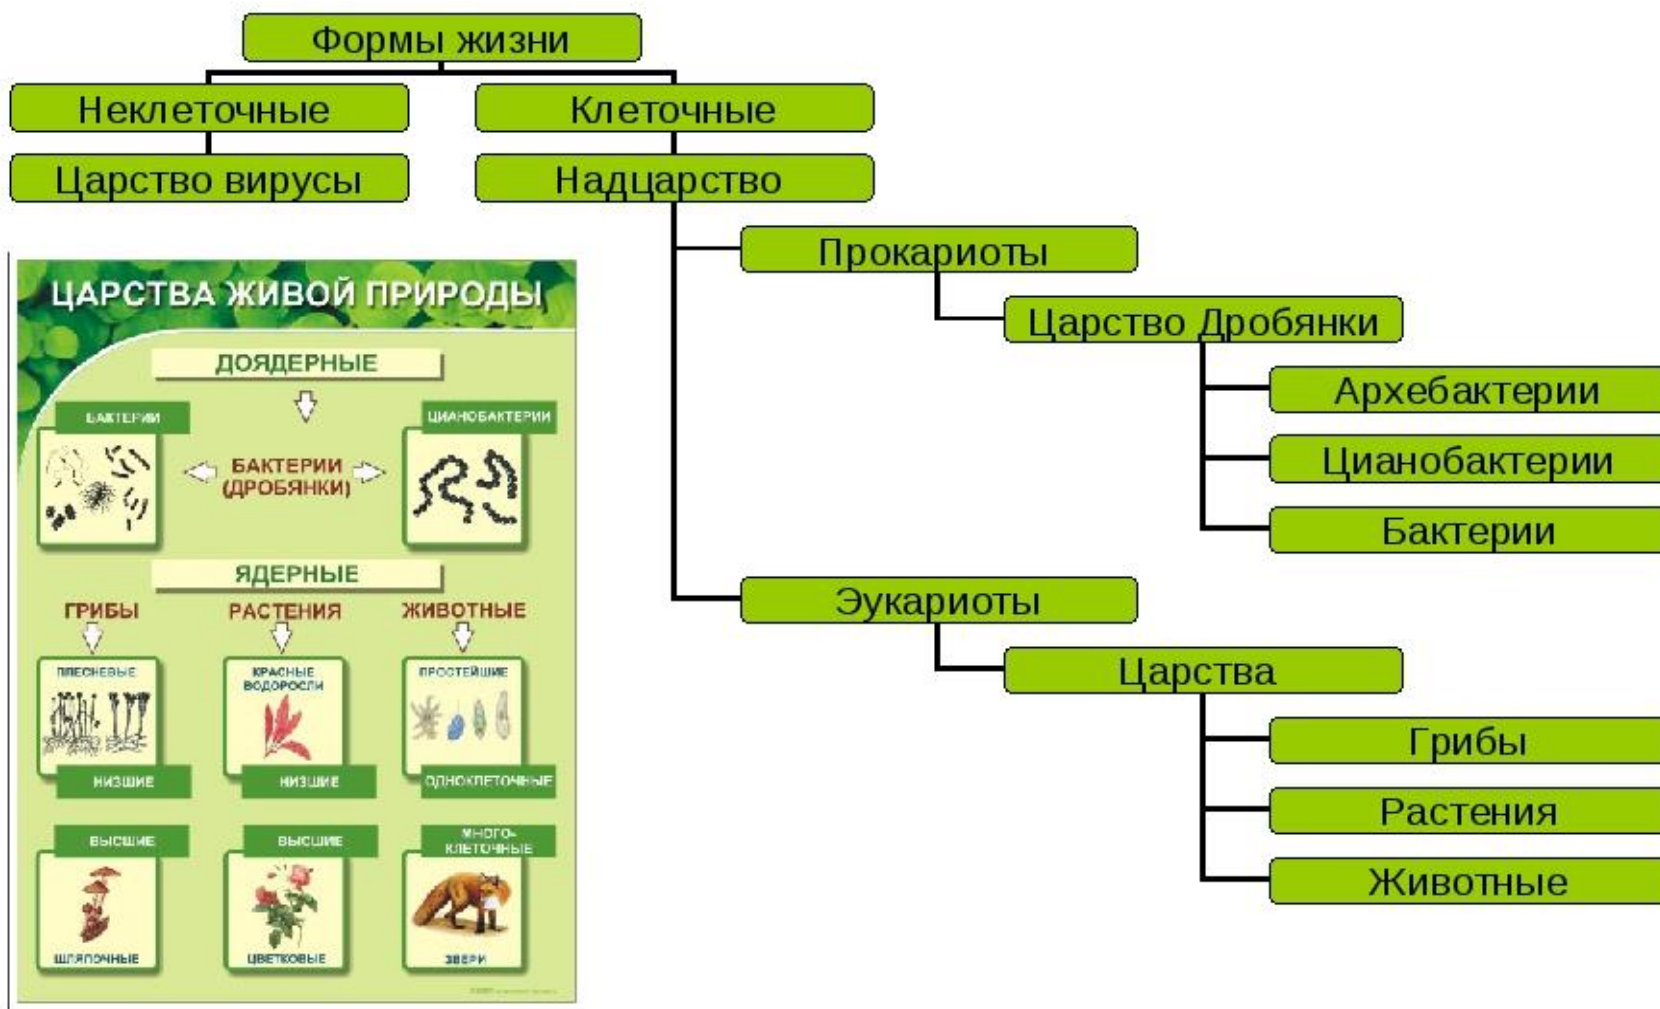 Формы жизни
Неклеточные
Клеточные
Царство вирусы
Надцарство
Прокариоты
Царство Дробянки
Архебактерии
Цианобактерии
Бактерии
Эукариоты
Царства
Грибы
Растения
Животные
ЦАРСТВА ЖИВОЙ ПРИРОДЫ
ДОЯДЕРНЫЕ
БАКТЕРИИ
ЦИАНОБАКТЕРИИ
БАКТЕРИИ
(ДРОБЯНКИ)
ЯДЕРНЫЕ
ГРИБЫ
РАСТЕНИЯ
ЖИВОТНЫЕ
ПЛЕСНЕВЫЕ
КРАСНЫЕ
ВОДОРОСЛИ
ПРОСТЕЙШИЕ
НИЗШИЕ
НИЗШИЕ
ОДНОКЛЕТОЧНЫЕ
ВЫСШИЕ
ВЫСШИЕ
МНОГО-
КЛЕТОЧНЫЕ
ШЛЯПОЧНЫЕ
ЦВЕТКОВЫЕ
ЗВЕРИ